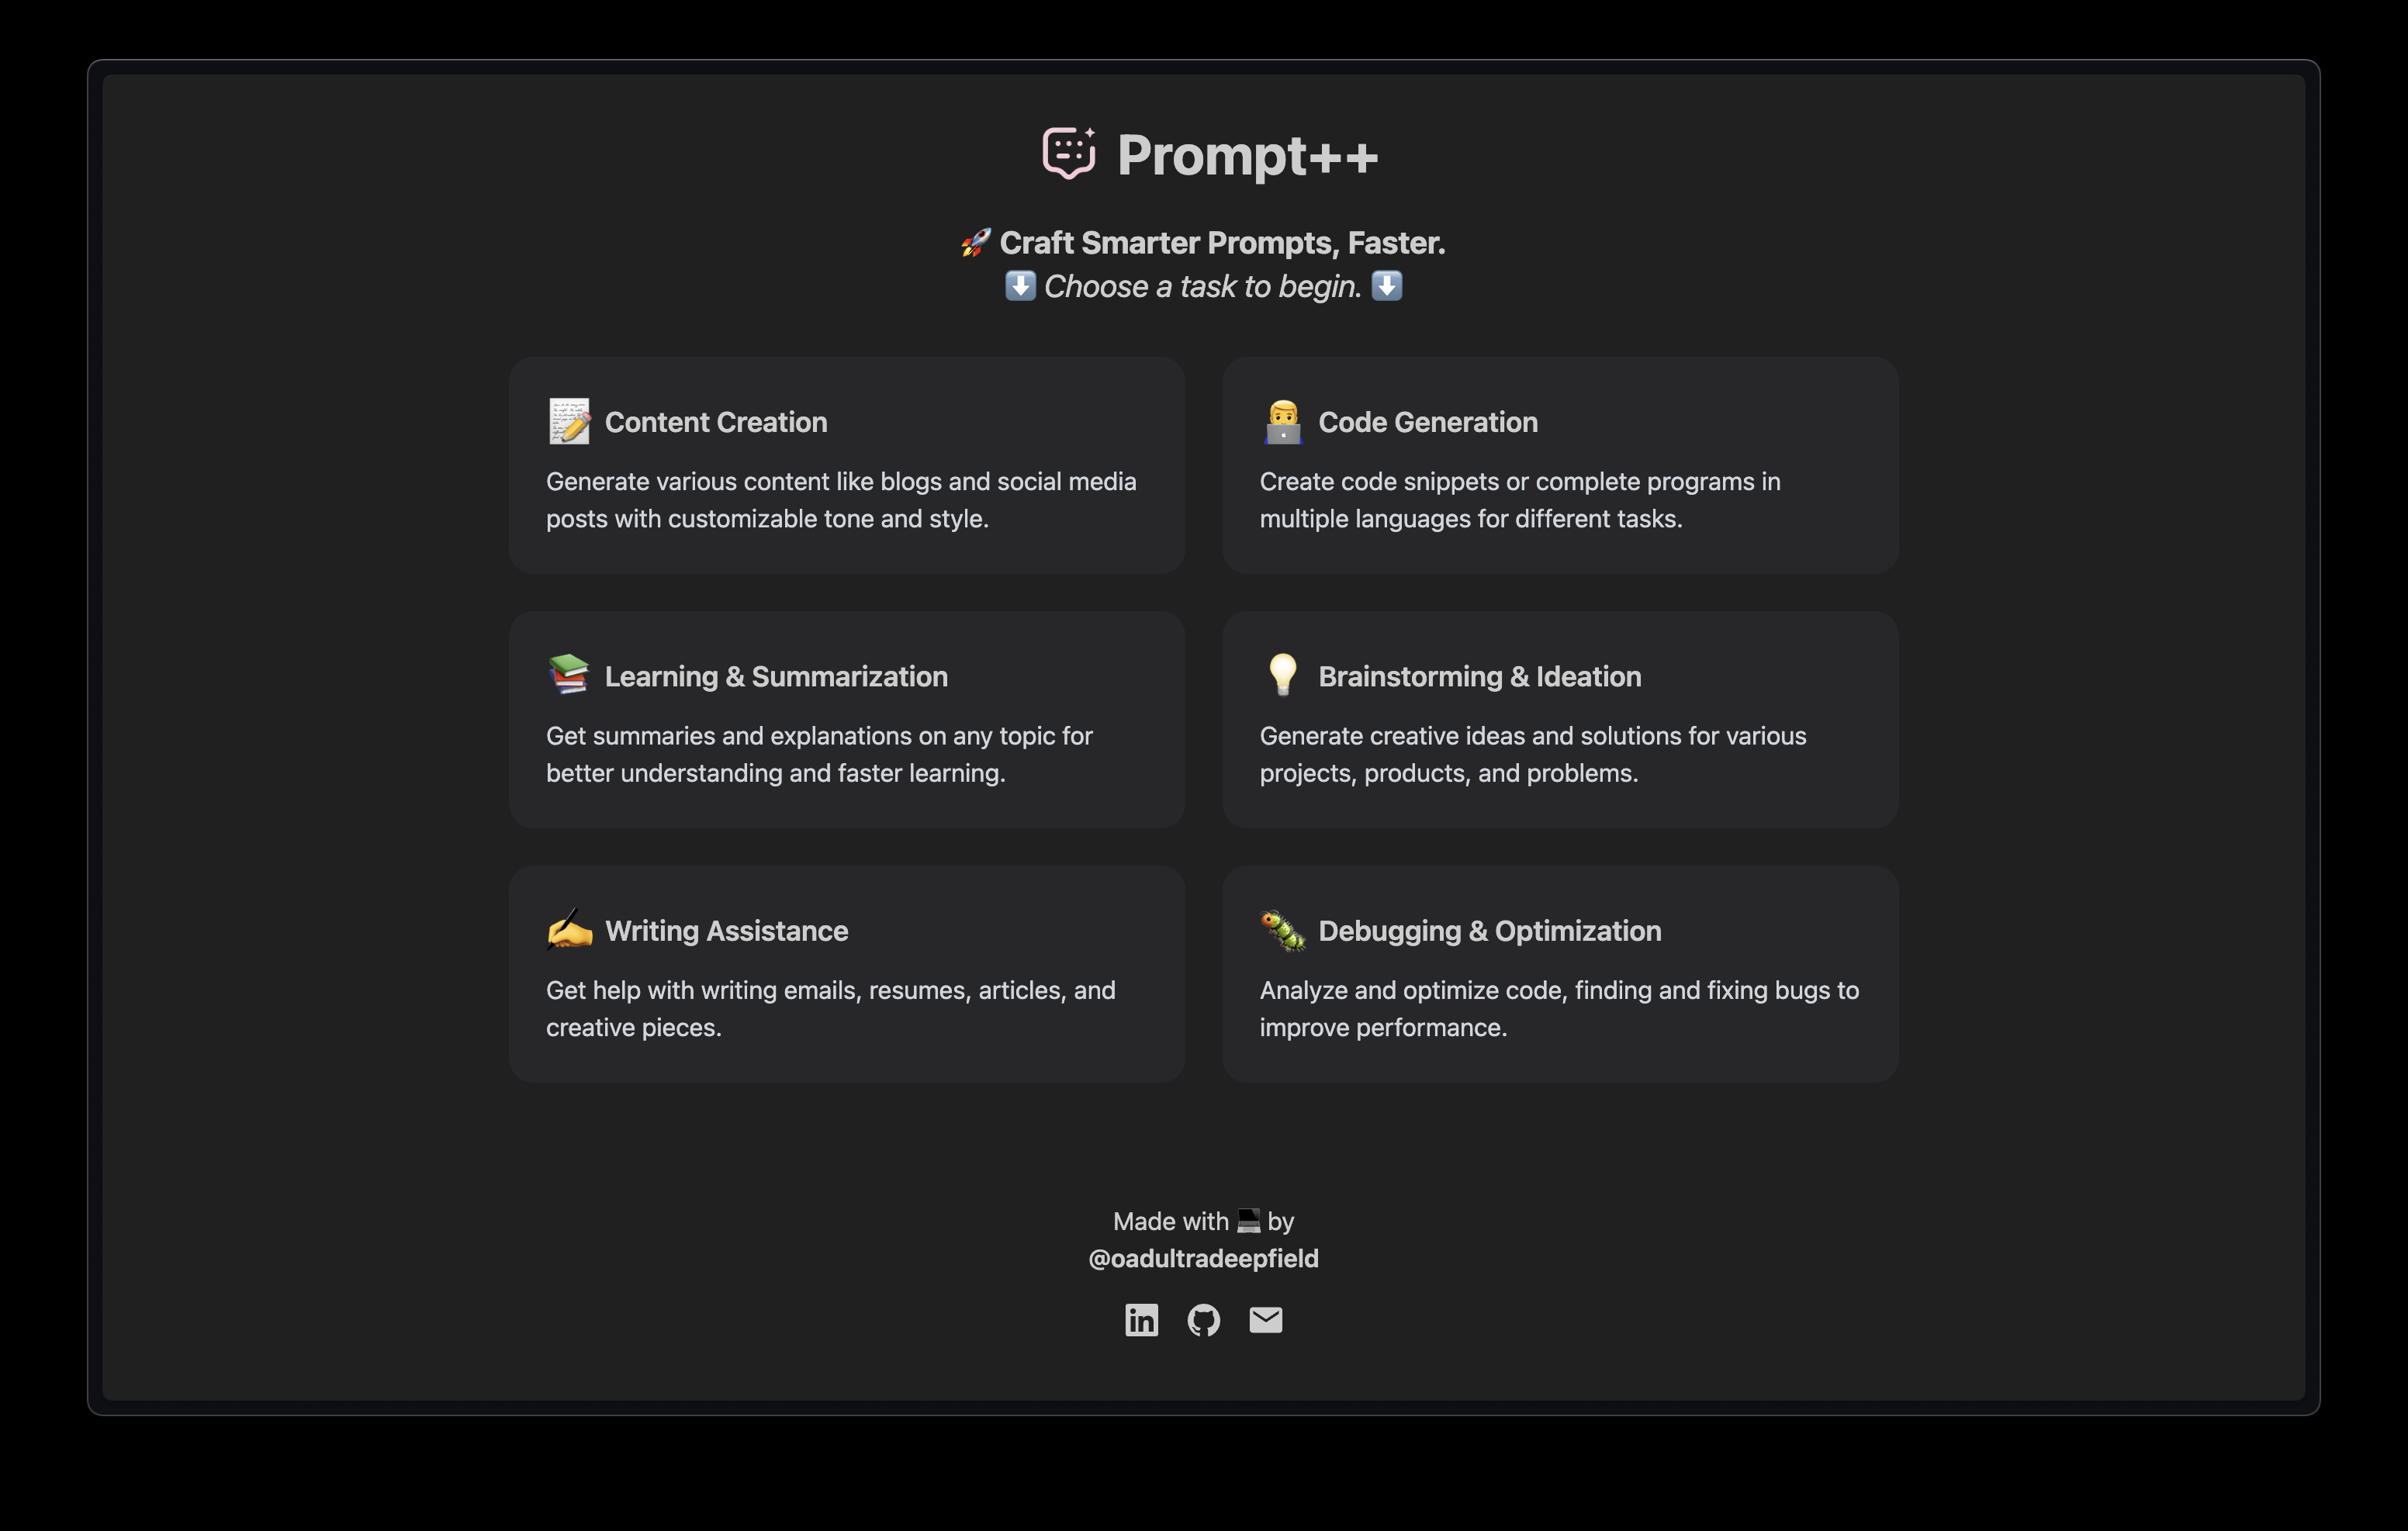 Prompt++
🚀 Craft Smarter Prompts, Faster.
⬇️ Choose a task to begin. ⬇️
Content Creation
Generate various content like blogs and social media
posts with customizable tone and style.
Code Generation
Create code snippets or complete programs in
multiple languages for different tasks.
Learning & Summarization
Get summaries and explanations on any topic for
better understanding and faster learning.
Brainstorming & Ideation
Generate creative ideas and solutions for various
projects, products, and problems.
Writing Assistance
Get help with writing emails, resumes, articles, and
creative pieces.
Debugging & Optimization
Analyze and optimize code, finding and fixing bugs to
improve performance.
Made with 💻 by
@oadultradeepfield
in